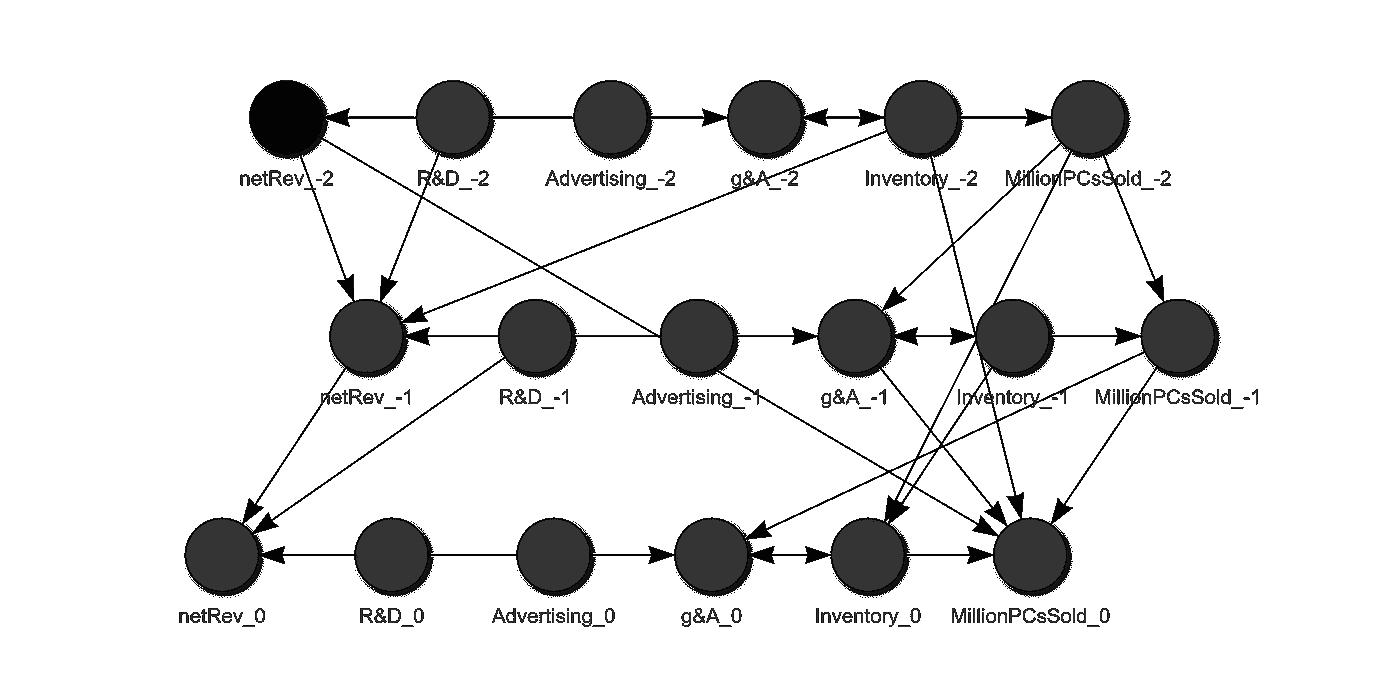 netRev_-2 R&D_-2 Advertising_-2 g&A_-2 Inventory_-2 MillionPCsSold_-2
netRev_-1 R&D_-1 Advertising_-1 g&A_-1 Inventory_-1 MillionPCsSold_-1
netRev_0 R&D_0 Advertising_0 g&A_0 Inventory_0 MillionPCsSold_0